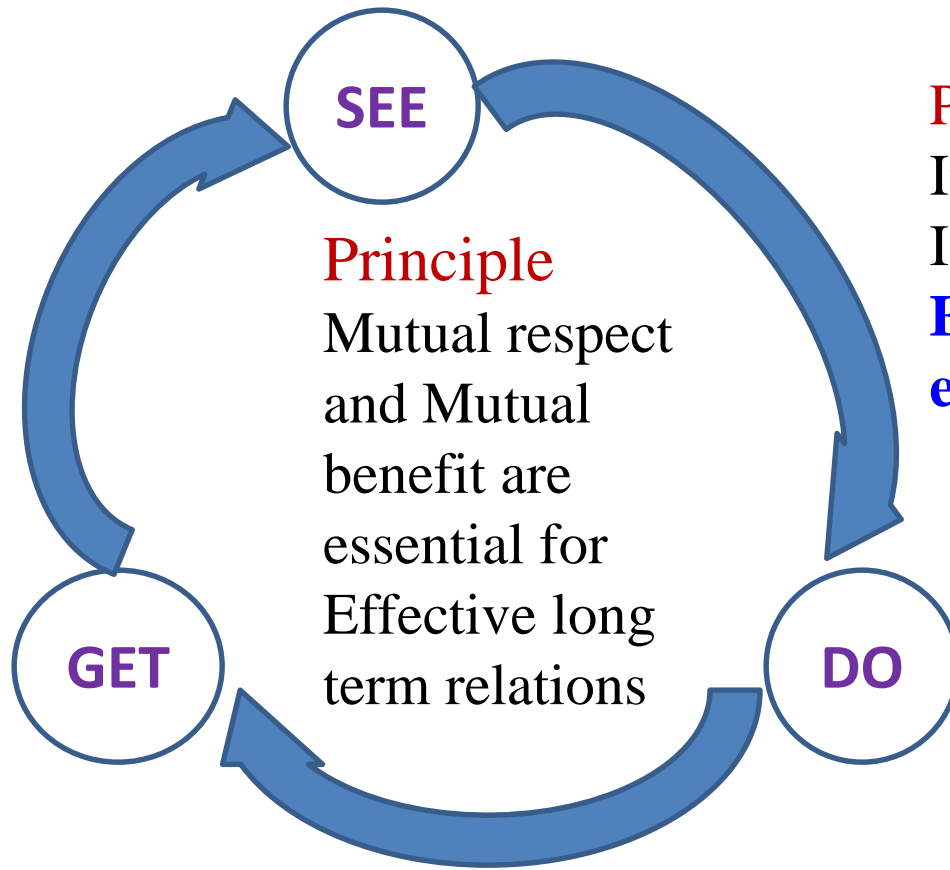 SEE
Principle
Mutual respect
and Mutual
benefit are
essential for
Effective long
term relations
GET
DO